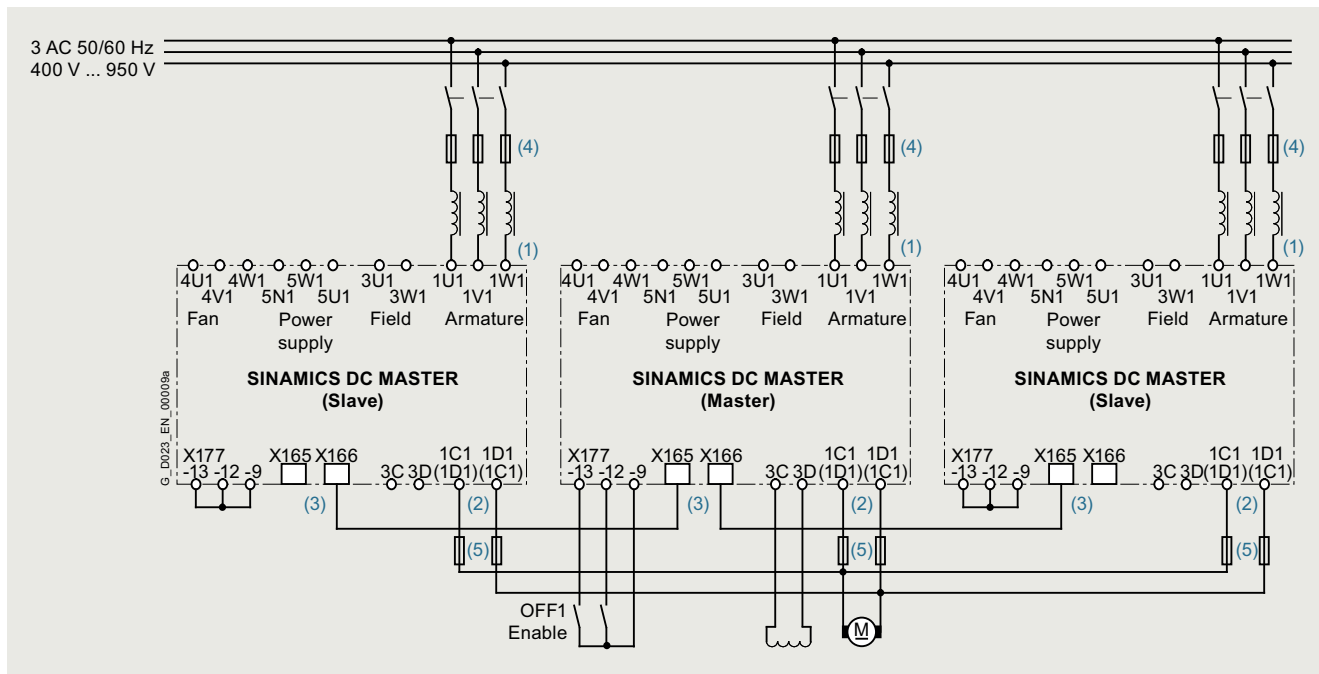 3 AC 50/60 Hz
400 V ... 950 V
(4) (4) (4)
(1) (1) (1)
4U1 4W1 5W1 3U1 1U1 1W1 4U1 4W1 5W1 3U1 1U1 1W1 4U1 4W1 5W1 3U1 1U1 1W1
4V1 5N1 5U1 3W1 1V1 4V1 5N1 5U1 3W1 1V1 4V1 5N1 5U1 3W1 1V1
Fan Power Field Armature Fan Power Field Armature Fan Power Field Armature
supply supply supply
SINAMICS DC MASTER SINAMICS DC MASTER SINAMICS DC MASTER
(Slave) (Master) (Slave)
G_D023_EN_00009a
X177 X165 X166 1C1 1D1 X177 X165 X166 1C1 1D1 X177 X165 X166 1C1 1D1
-13 -12 -9 3C 3D (1D1) (1C1) -13 -12 -9 3C 3D (1D1) (1C1) -13 -12 -9 3C 3D (1D1) (1C1)
(3) (2) (3) (2) (3) (2)
(5) (5) (5)
OFF1
Enable
M